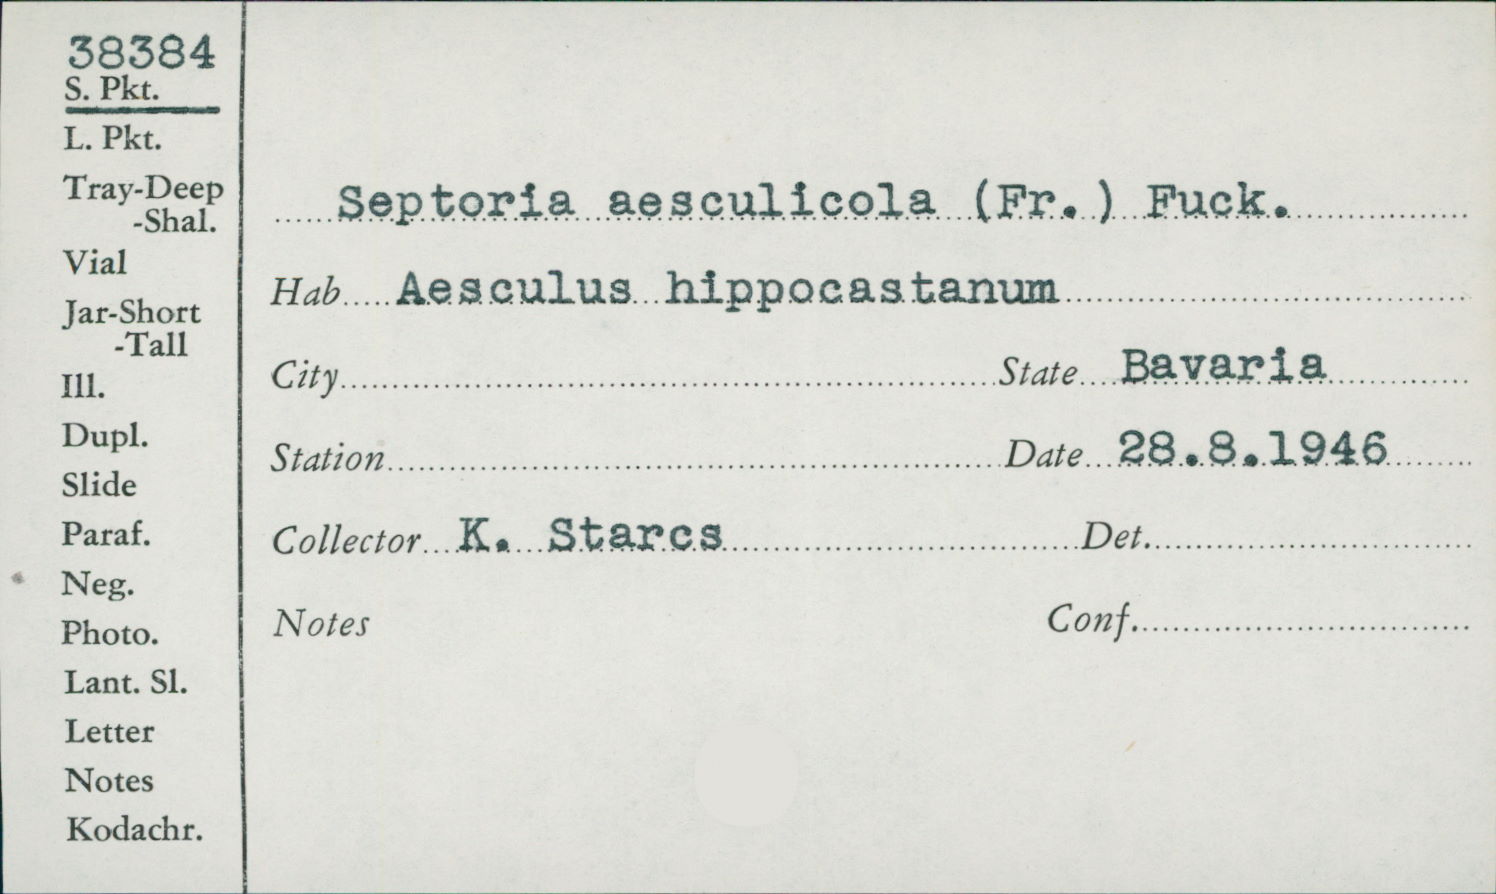 38384
S. Pkt.
L. Pkt.
Tray-Deep
-Shal.
Vial
Jar-Short
-Tall
Ill.
Dupl.
Slide
Paraf.
Neg.
Photo.
Lant. Sl.
Letter
Notes
Kodachr.
Septoria aesculicola (Fr.) Fuck.
Hab Aesculus hippocastanum
City State Bavaria
Station Date 28.8.1946
Collector K. Starcs Det.
Notes Conf.